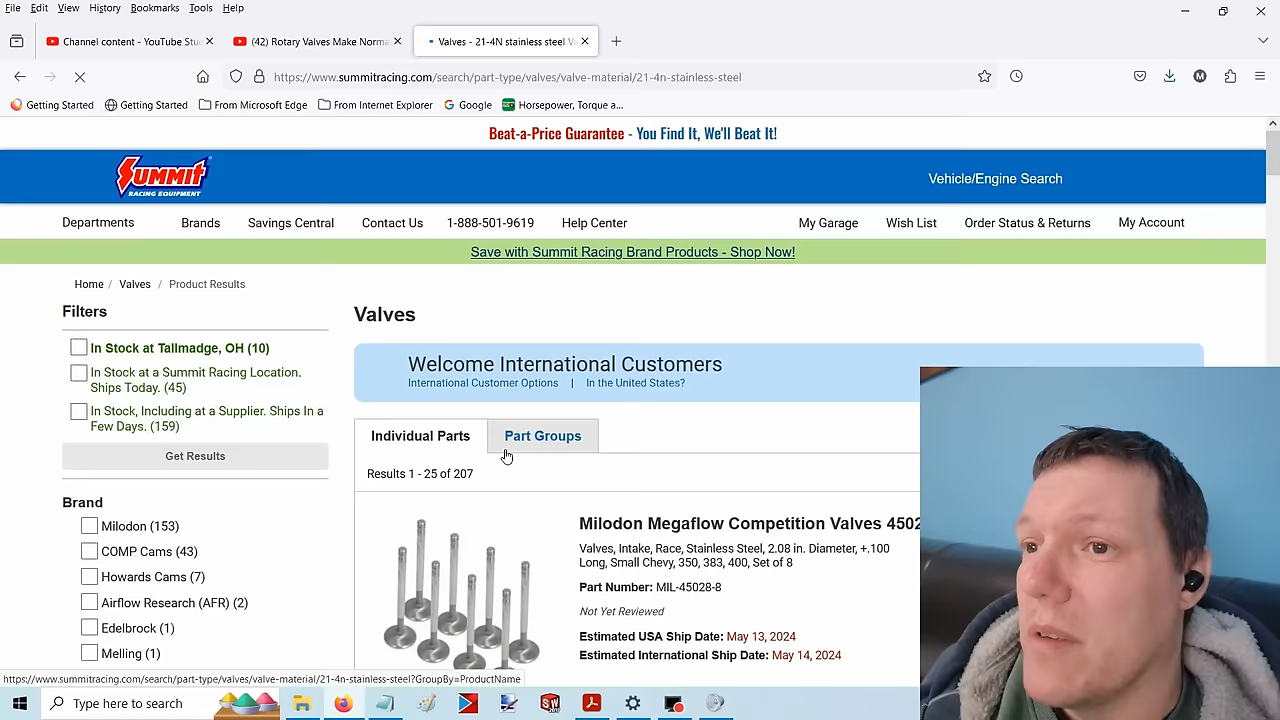 File Edit View History Bookmarks Tools Help
Channel content - YouTube Stu
(42) Rotary Valves Make Norma
Valves - 21-4N stainless steel Va
https://www.summitracing.com/search/part-type/valves/valve-material/21-4n-stainless-steel
Getting Started
Getting Started
From Microsoft Edge
From Internet Explorer
Google
Horsepower, Torque a...
Beat-a-Price Guarantee - You Find It, We'll Beat It!
SUMMIT
RACING EQUIPMENT
Vehicle/Engine Search
Departments Brands Savings Central Contact Us 1-888-501-9619 Help Center My Garage Wish List Order Status & Returns My Account
Save with Summit Racing Brand Products - Shop Now!
Home / Valves / Product Results
Filters
In Stock at Tallmadge, OH (10)
In Stock at a Summit Racing Location.
Ships Today. (45)
In Stock, Including at a Supplier. Ships In a
Few Days. (159)
Get Results
Brand
Milodon (153)
COMP Cams (43)
Howards Cams (7)
Airflow Research (AFR) (2)
Edelbrock (1)
Melling (1)
Valves
Welcome International Customers
International Customer Options | In the United States?
Individual Parts Part Groups
Results 1 - 25 of 207
Milodon Megaflow Competition Valves 4502
Valves, Intake, Race, Stainless Steel, 2.08 in. Diameter, +.100
Long, Small Chevy, 350, 383, 400, Set of 8
Part Number: MIL-45028-8
Not Yet Reviewed
Estimated USA Ship Date: May 13, 2024
Estimated International Ship Date: May 14, 2024
https://www.summitracing.com/search/part-type/valves/valve-material/21-4n-stainless-steel?GroupBy=ProductName
Type here to search